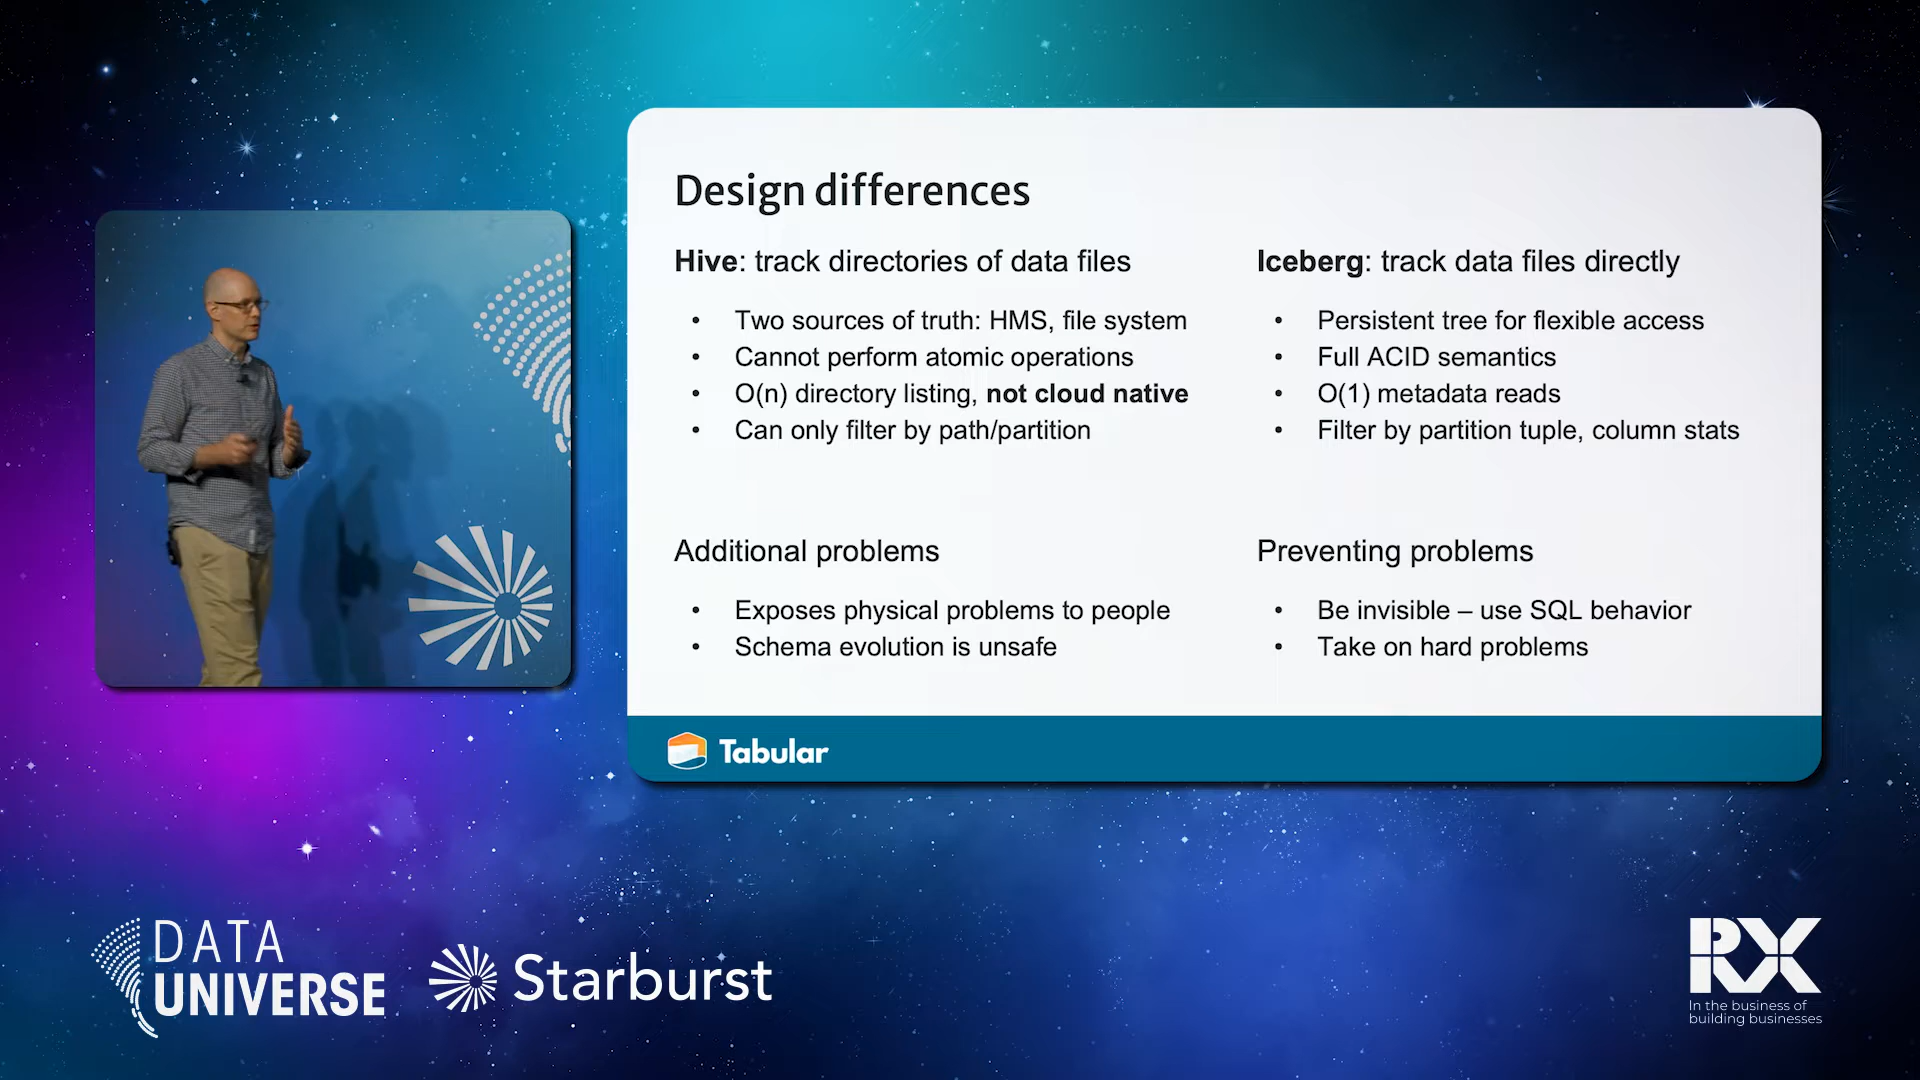 Design differences
Hive: track directories of data files
• Two sources of truth: HMS, file system
• Cannot perform atomic operations
• O(n) directory listing, not cloud native
• Can only filter by path/partition
Additional problems
• Exposes physical problems to people
• Schema evolution is unsafe
Iceberg: track data files directly
• Persistent tree for flexible access
• Full ACID semantics
• O(1) metadata reads
• Filter by partition tuple, column stats
Preventing problems
• Be invisible – use SQL behavior
• Take on hard problems
Tabular
DATA
UNIVERSE
Starburst
RX
In the business of
building businesses